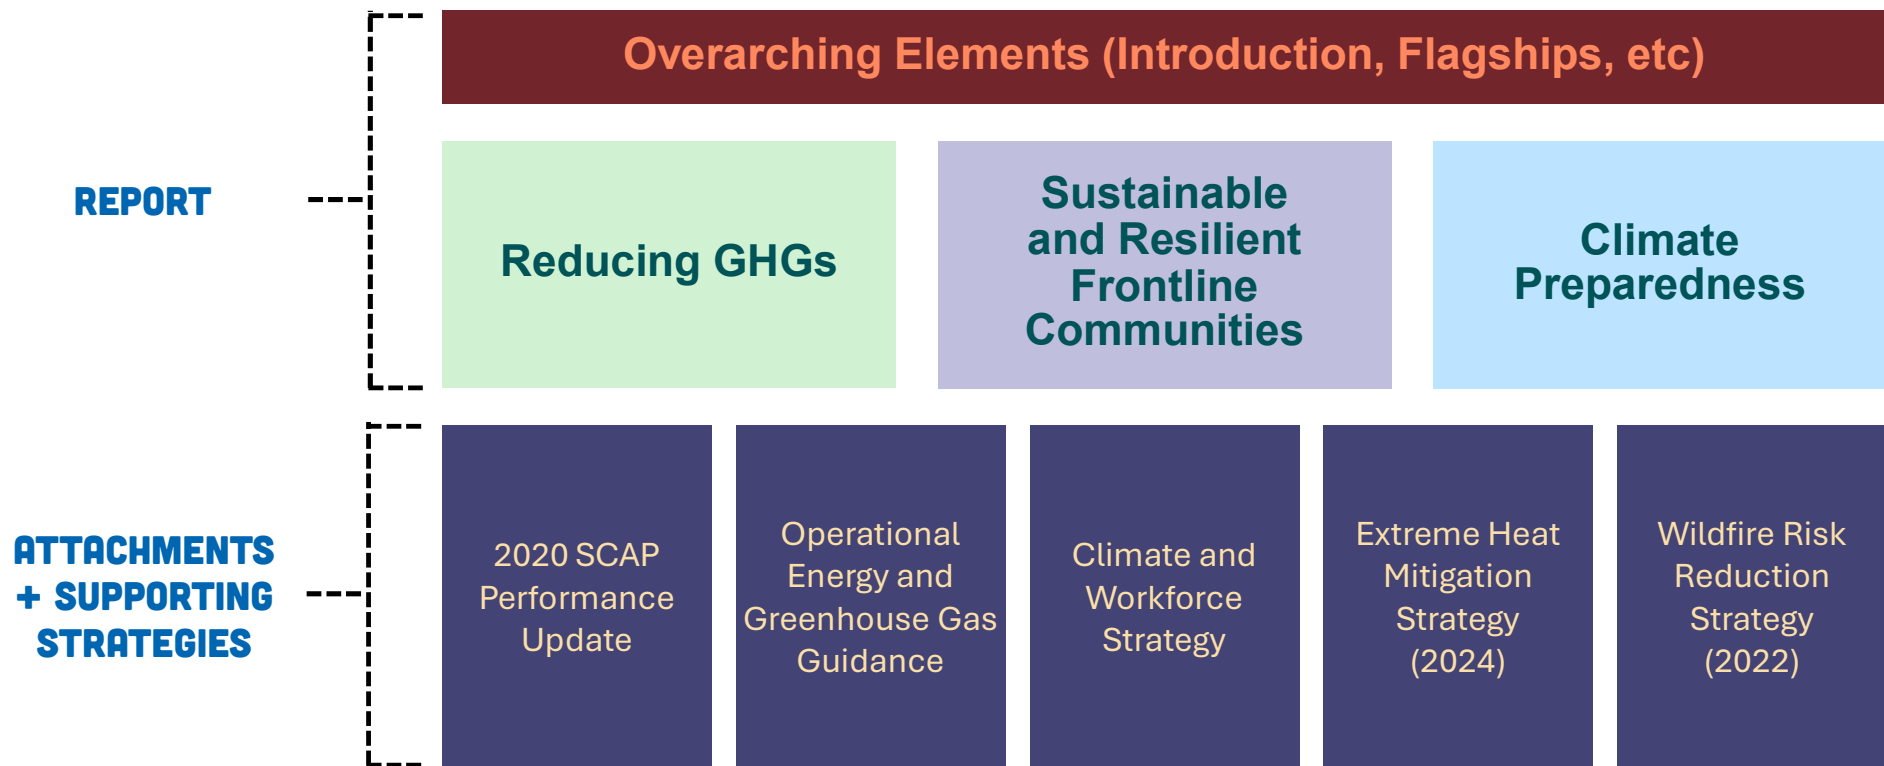 Overarching Elements (Introduction, Flagships, etc)
REPORT
Reducing GHGs
Sustainable
and Resilient
Frontline
Communities
Climate
Preparedness
ATTACHMENTS
+ SUPPORTING
STRATEGIES
2020 SCAP
Performance
Update
Operational
Energy and
Greenhouse Gas
Guidance
Climate and
Workforce
Strategy
Extreme Heat
Mitigation
Strategy
(2024)
Wildfire Risk
Reduction
Strategy
(2022)